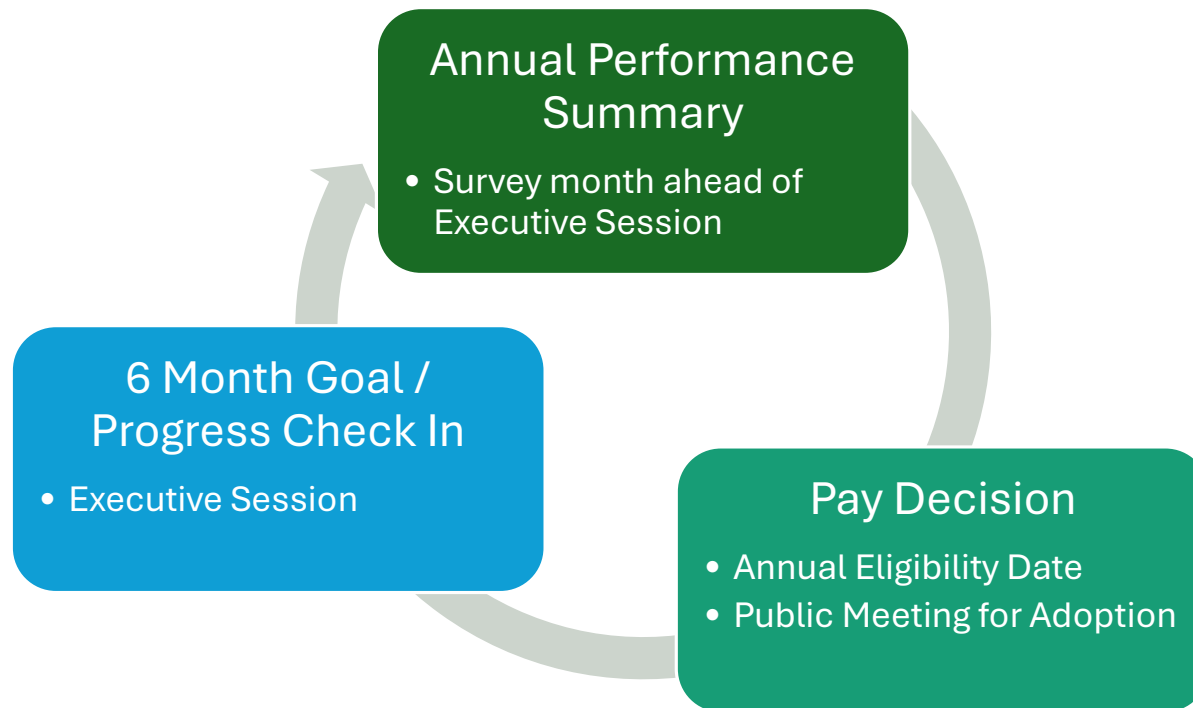 Annual Performance
Summary
• Survey month ahead of
Executive Session
6 Month Goal /
Progress Check In
• Executive Session
Pay Decision
• Annual Eligibility Date
• Public Meeting for Adoption